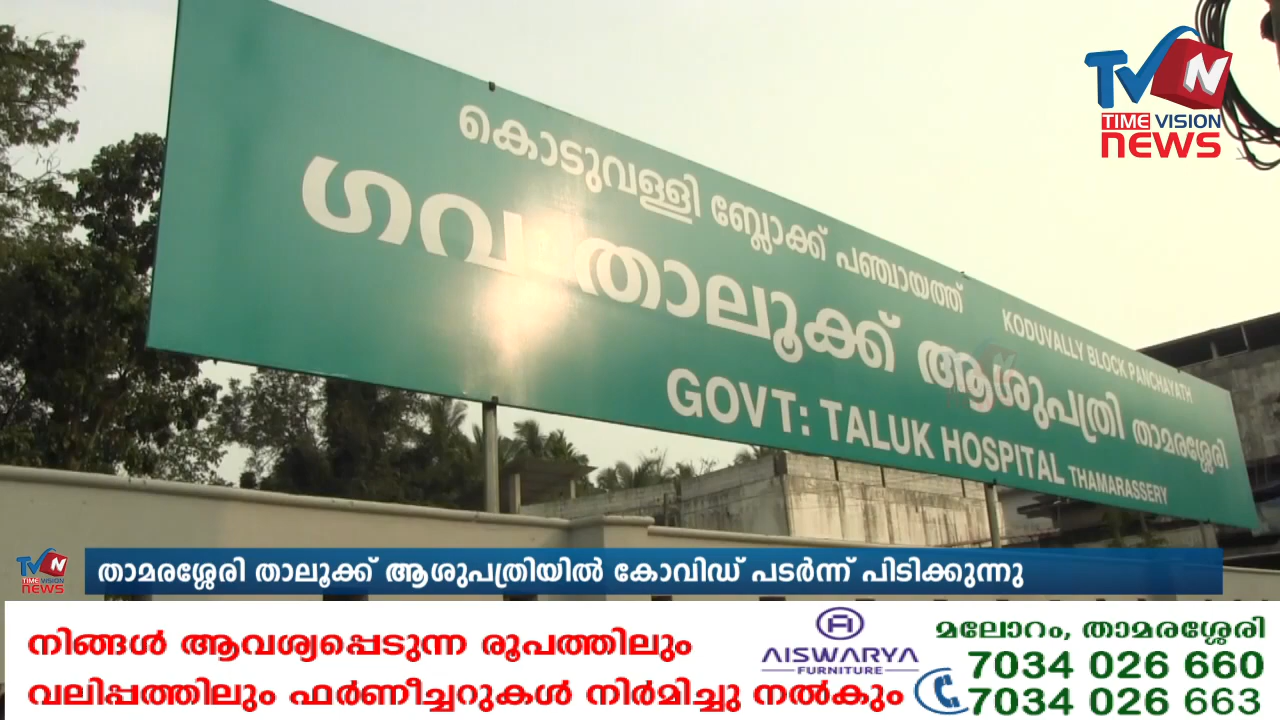 TVN
TIME VISION
NEWS
കൊടുവള്ളി ബ്ലോക്ക് പഞ്ചായത്ത്
KODUVALLY BLOCK PANCHAYATH
ഗവ: താലൂക്ക് ആശുപത്രി താമരശ്ശേരി
GOVT: TALUK HOSPITAL THAMARASSERY
TVN
TIME VISION
NEWS
താമരശ്ശേരി താലൂക്ക് ആശുപത്രിയിൽ കോവിഡ് പടർന്ന് പിടിക്കുന്നു
നിങ്ങൾ ആവശ്യപ്പെടുന്ന രൂപത്തിലും
വലിപ്പത്തിലും ഫർണീച്ചറുകൾ നിർമിച്ചു നൽകും
AISWARYA
FURNITURE
മലോറം, താമരശ്ശേരി
7034 026 660
7034 026 663